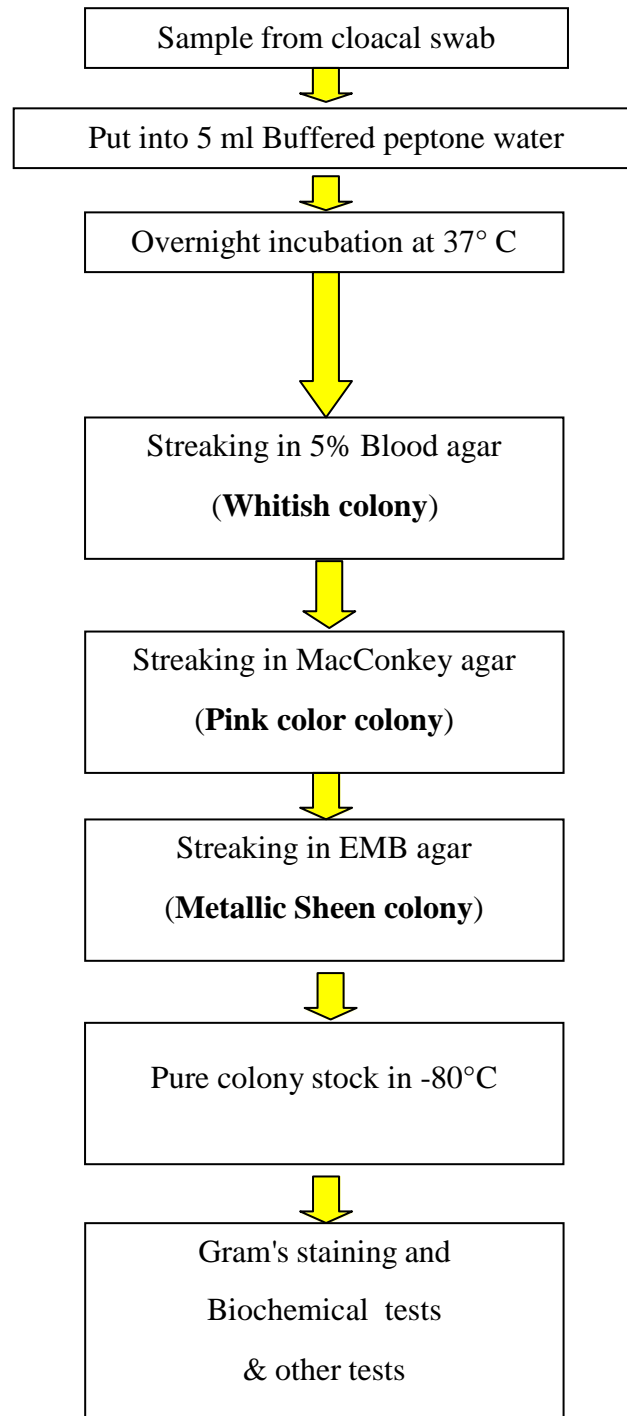 Sample from cloacal swab
Put into 5 ml Buffered peptone water
Overnight incubation at 37° C
Streaking in 5% Blood agar
(Whitish colony)
Streaking in MacConkey agar
(Pink color colony)
Streaking in EMB agar
(Metallic Sheen colony)
Pure colony stock in -80°C
Gram's staining and
Biochemical tests
& other tests